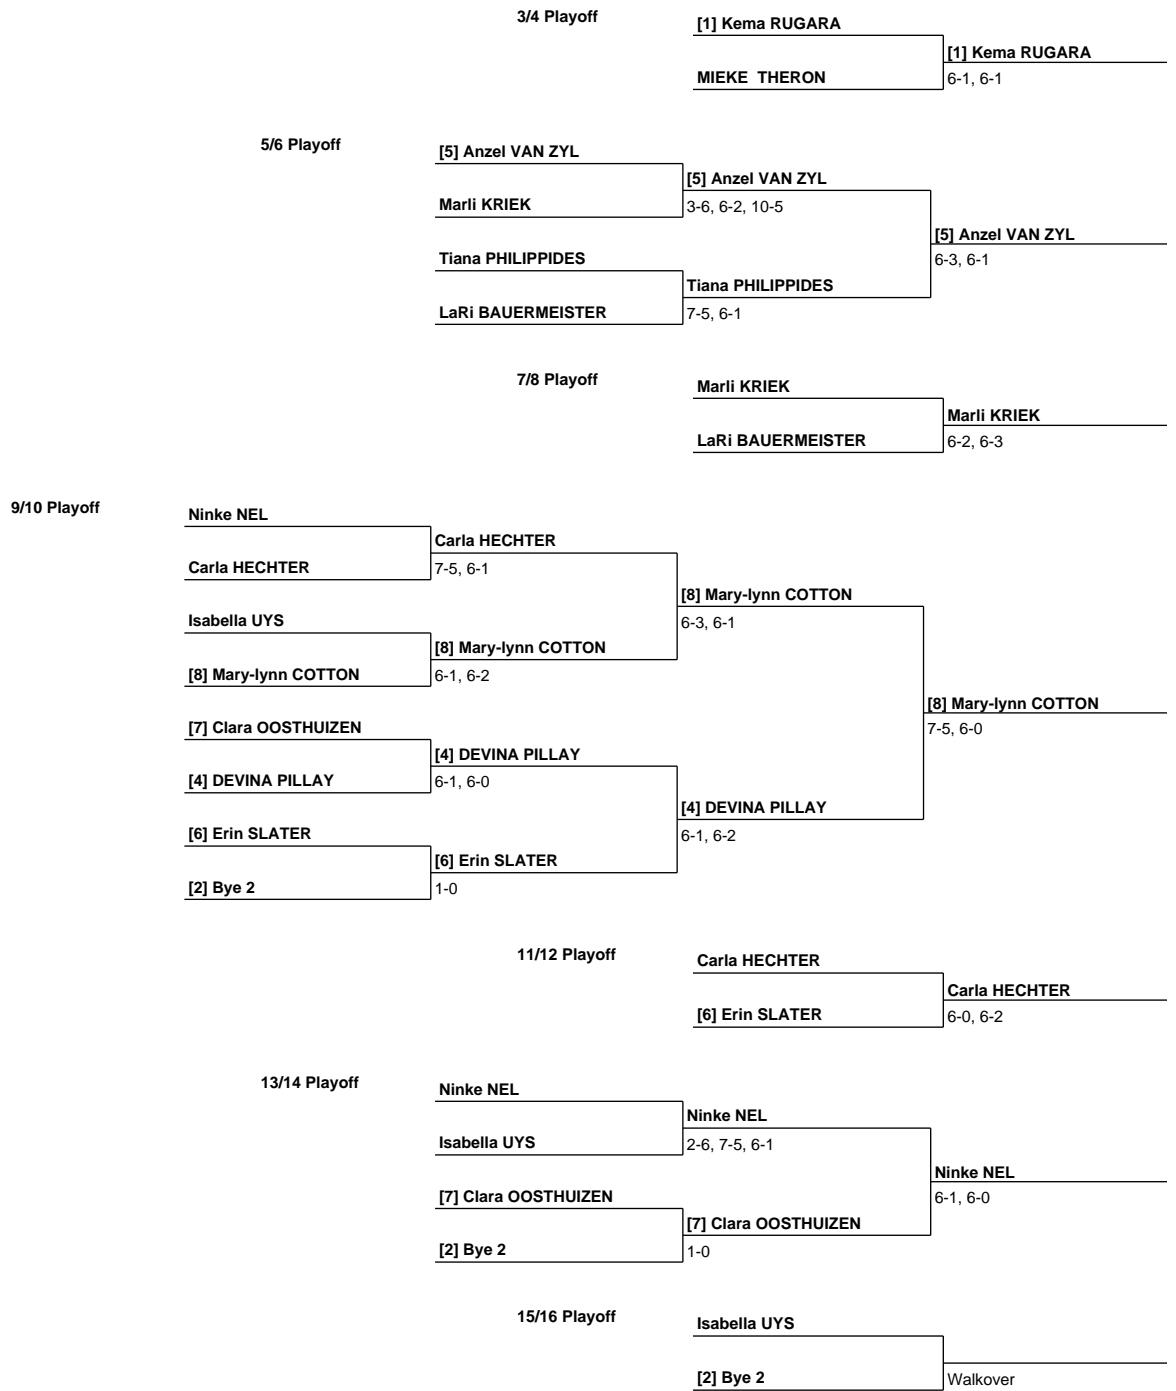 3/4 Playoff
[1] Kema RUGARA
[1] Kema RUGARA
MIEKE  THERON
6-1, 6-1
5/6 Playoff
[5] Anzel VAN ZYL
[5] Anzel VAN ZYL
Marli KRIEK
3-6, 6-2, 10-5
[5] Anzel VAN ZYL
Tiana PHILIPPIDES
6-3, 6-1
Tiana PHILIPPIDES
LaRi BAUERMEISTER
7-5, 6-1
7/8 Playoff
Marli KRIEK
Marli KRIEK
LaRi BAUERMEISTER
6-2, 6-3
9/10 Playoff
Ninke NEL
Carla HECHTER
Carla HECHTER
7-5, 6-1
[8] Mary-lynn COTTON
Isabella UYS
6-3, 6-1
[8] Mary-lynn COTTON
[8] Mary-lynn COTTON
6-1, 6-2
[8] Mary-lynn COTTON
[7] Clara OOSTHUIZEN
7-5, 6-0
[4] DEVINA PILLAY
[4] DEVINA PILLAY
6-1, 6-0
[4] DEVINA PILLAY
[6] Erin SLATER
6-1, 6-2
[6] Erin SLATER
[2] Bye 2
1-0
11/12 Playoff
Carla HECHTER
Carla HECHTER
[6] Erin SLATER
6-0, 6-2
13/14 Playoff
Ninke NEL
Ninke NEL
Isabella UYS
2-6, 7-5, 6-1
Ninke NEL
[7] Clara OOSTHUIZEN
6-1, 6-0
[7] Clara OOSTHUIZEN
[2] Bye 2
1-0
15/16 Playoff
Isabella UYS
[2] Bye 2
Walkover